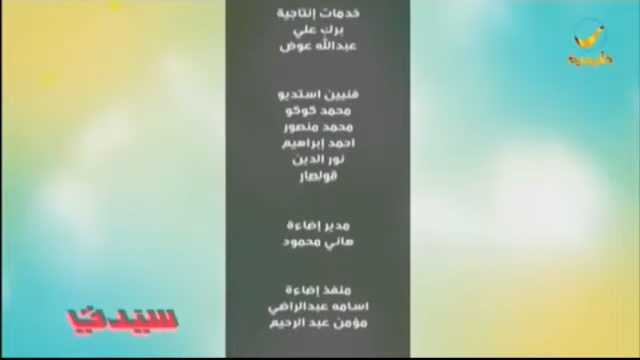 خدمات إنتاجية
برك علي
عبدالله عوض
فنيين استديو
محمد كوكو
محمد منصور
احمد إبراهيم
نور الدين
قولصار
مدير إضاءة
هاني محمود
منفذ إضاءة
اسامه عبدالراضي
مؤمن عبد الرحيم
سيدتي